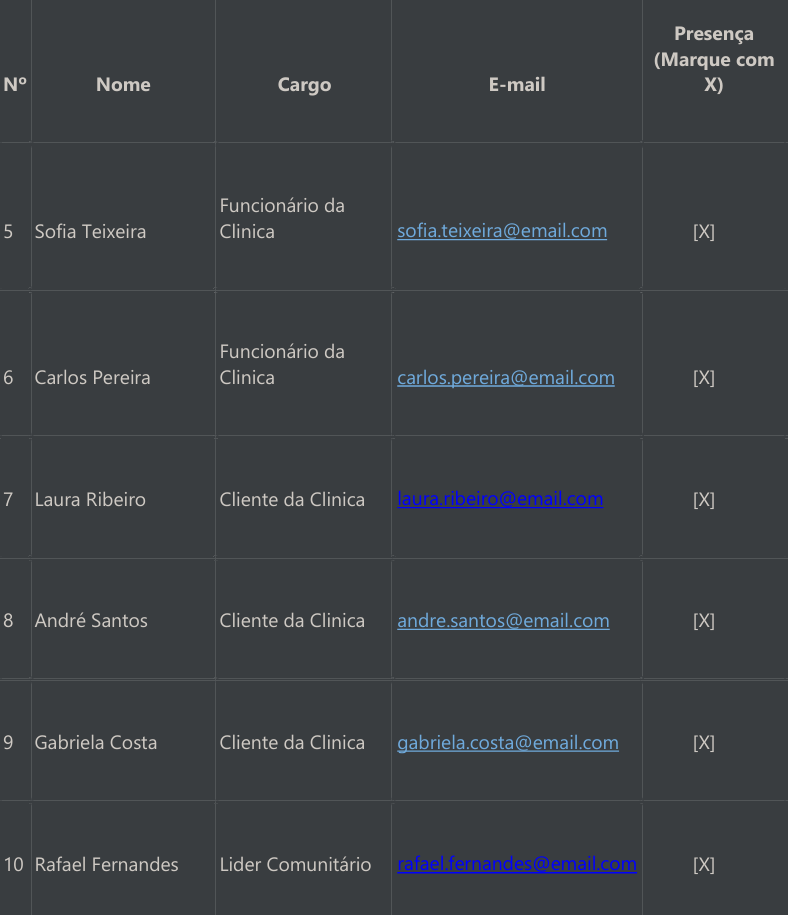 Nº Nome Cargo E-mail Presença
(Marque com
X)
5 Sofia Teixeira Funcionário da
Clinica sofia.teixeira@email.com [X]
6 Carlos Pereira Funcionário da
Clinica carlos.pereira@email.com [X]
7 Laura Ribeiro Cliente da Clinica laura.ribeiro@email.com [X]
8 André Santos Cliente da Clinica andre.santos@email.com [X]
9 Gabriela Costa Cliente da Clinica gabriela.costa@email.com [X]
10 Rafael Fernandes Lider Comunitário rafael.fernandes@email.com [X]